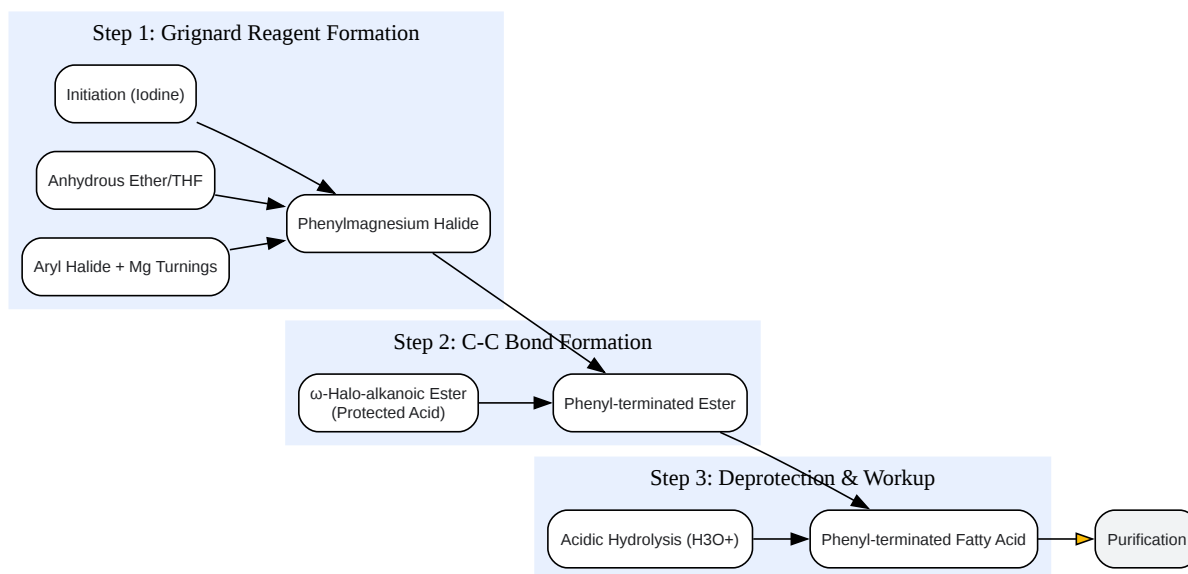 Step 1: Grignard Reagent Formation
Initiation (Iodine)
Anhydrous Ether/THF
Phenylmagnesium Halide
Aryl Halide + Mg Turnings
Step 2: C-C Bond Formation
ω-Halo-alkanoic Ester
(Protected Acid)
Phenyl-terminated Ester
Step 3: Deprotection & Workup
Acidic Hydrolysis (H3O+)
Phenyl-terminated Fatty Acid
Purification